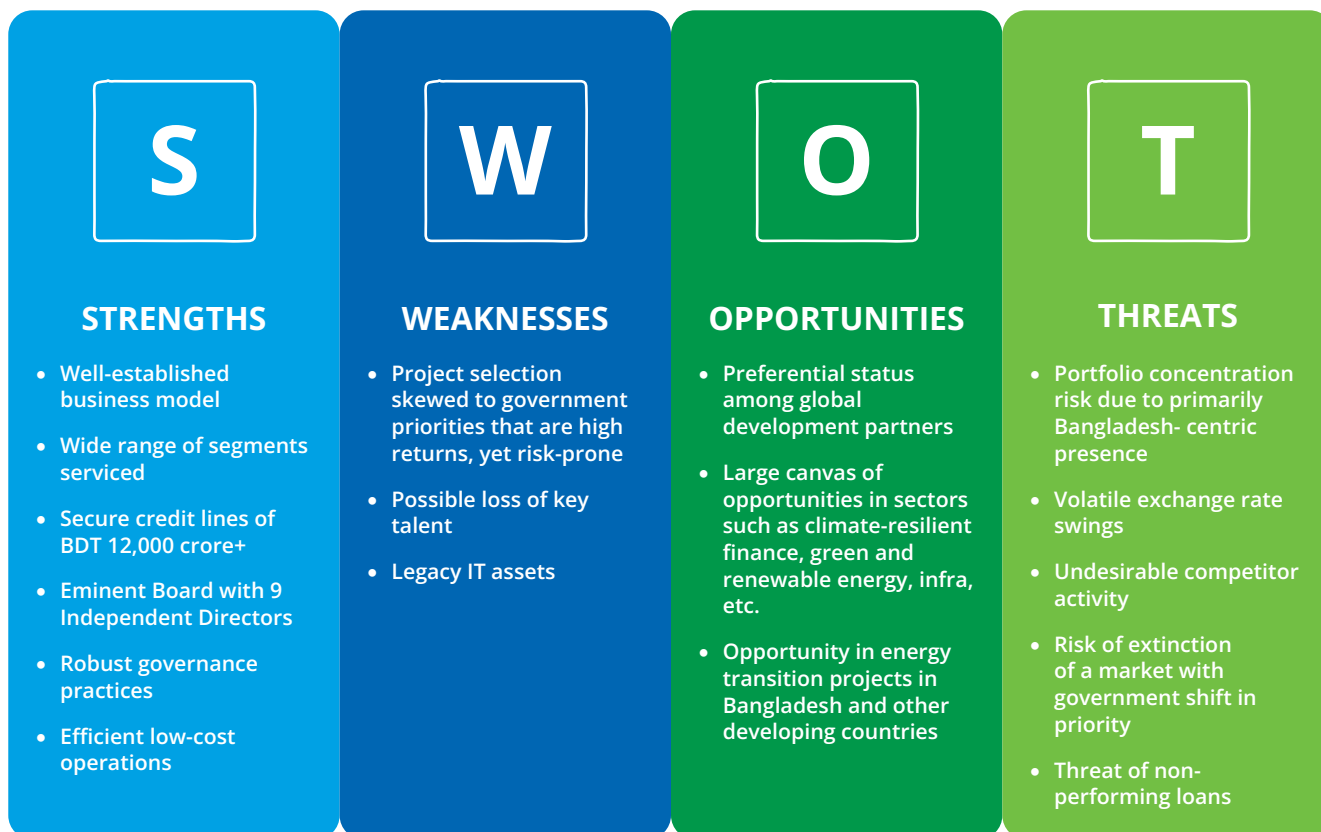 S
STRENGTHS
• Well-established
business model
• Wide range of segments
serviced
• Secure credit lines of
BDT 12,000 crore+
• Eminent Board with 9
Independent Directors
• Robust governance
practices
• Efficient low-cost
operations
W
WEAKNESSES
• Project selection
skewed to government
priorities that are high
returns, yet risk-prone
• Possible loss of key
talent
• Legacy IT assets
O
OPPORTUNITIES
• Preferential status
among global
development partners
• Large canvas of
opportunities in sectors
such as climate-resilient
finance, green and
renewable energy, infra,
etc.
• Opportunity in energy
transition projects in
Bangladesh and other
developing countries
T
THREATS
• Portfolio concentration
risk due to primarily
Bangladesh- centric
presence
• Volatile exchange rate
swings
• Undesirable competitor
activity
• Risk of extinction
of a market with
government shift in
priority
• Threat of non-
performing loans